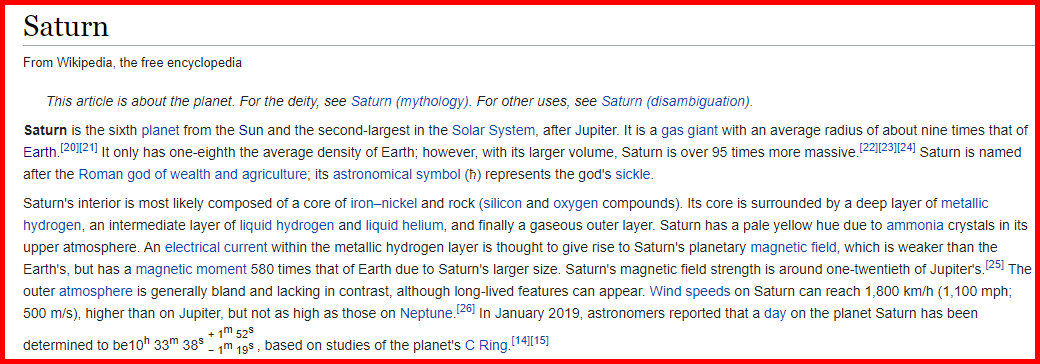 Saturn
From Wikipedia, the free encyclopedia
This article is about the planet. For the deity, see Saturn (mythology). For other uses, see Saturn (disambiguation).
Saturn is the sixth planet from the Sun and the second-largest in the Solar System, after Jupiter. It is a gas giant with an average radius of about nine times that of
Earth.[20][21] It only has one-eighth the average density of Earth; however, with its larger volume, Saturn is over 95 times more massive.[22][23][24] Saturn is named
after the Roman god of wealth and agriculture; its astronomical symbol (ħ) represents the god's sickle.
Saturn's interior is most likely composed of a core of iron–nickel and rock (silicon and oxygen compounds). Its core is surrounded by a deep layer of metallic
hydrogen, an intermediate layer of liquid hydrogen and liquid helium, and finally a gaseous outer layer. Saturn has a pale yellow hue due to ammonia crystals in its
upper atmosphere. An electrical current within the metallic hydrogen layer is thought to give rise to Saturn's planetary magnetic field, which is weaker than the
Earth's, but has a magnetic moment 580 times that of Earth due to Saturn's larger size. Saturn's magnetic field strength is around one-twentieth of Jupiter's.[25] The
outer atmosphere is generally bland and lacking in contrast, although long-lived features can appear. Wind speeds on Saturn can reach 1,800 km/h (1,100 mph;
500 m/s), higher than on Jupiter, but not as high as those on Neptune.[26] In January 2019, astronomers reported that a day on the planet Saturn has been
determined to be10h 33m 38s + 1m 52s − 1m 19s, based on studies of the planet's C Ring.[14][15]